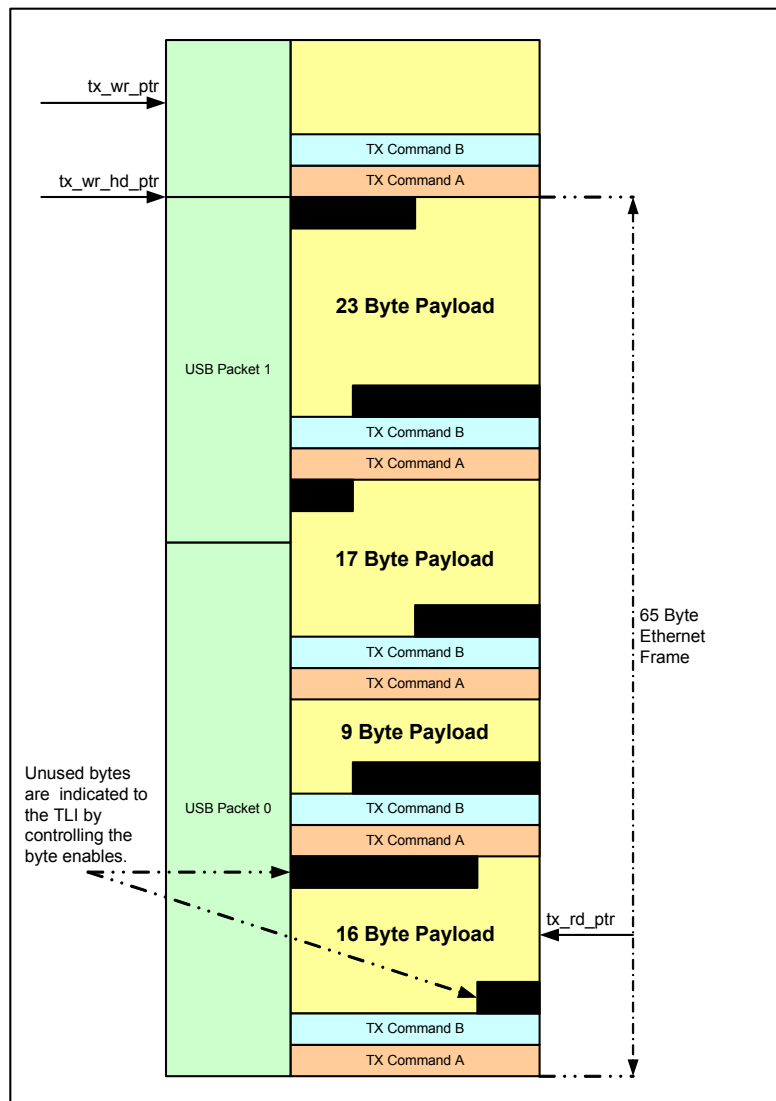 tx_wr_ptr
TX Command B
TX Command A
tx_wr_hd_ptr
23 Byte Payload
USB Packet 1
TX Command B
TX Command A
17 Byte Payload
65 Byte
Ethernet
Frame
TX Command B
TX Command A
9 Byte Payload
Unused bytes
are indicated to
the TLI by
controlling the
byte enables.
USB Packet 0
TX Command B
TX Command A
16 Byte Payload
tx_rd_ptr
TX Command B
TX Command A